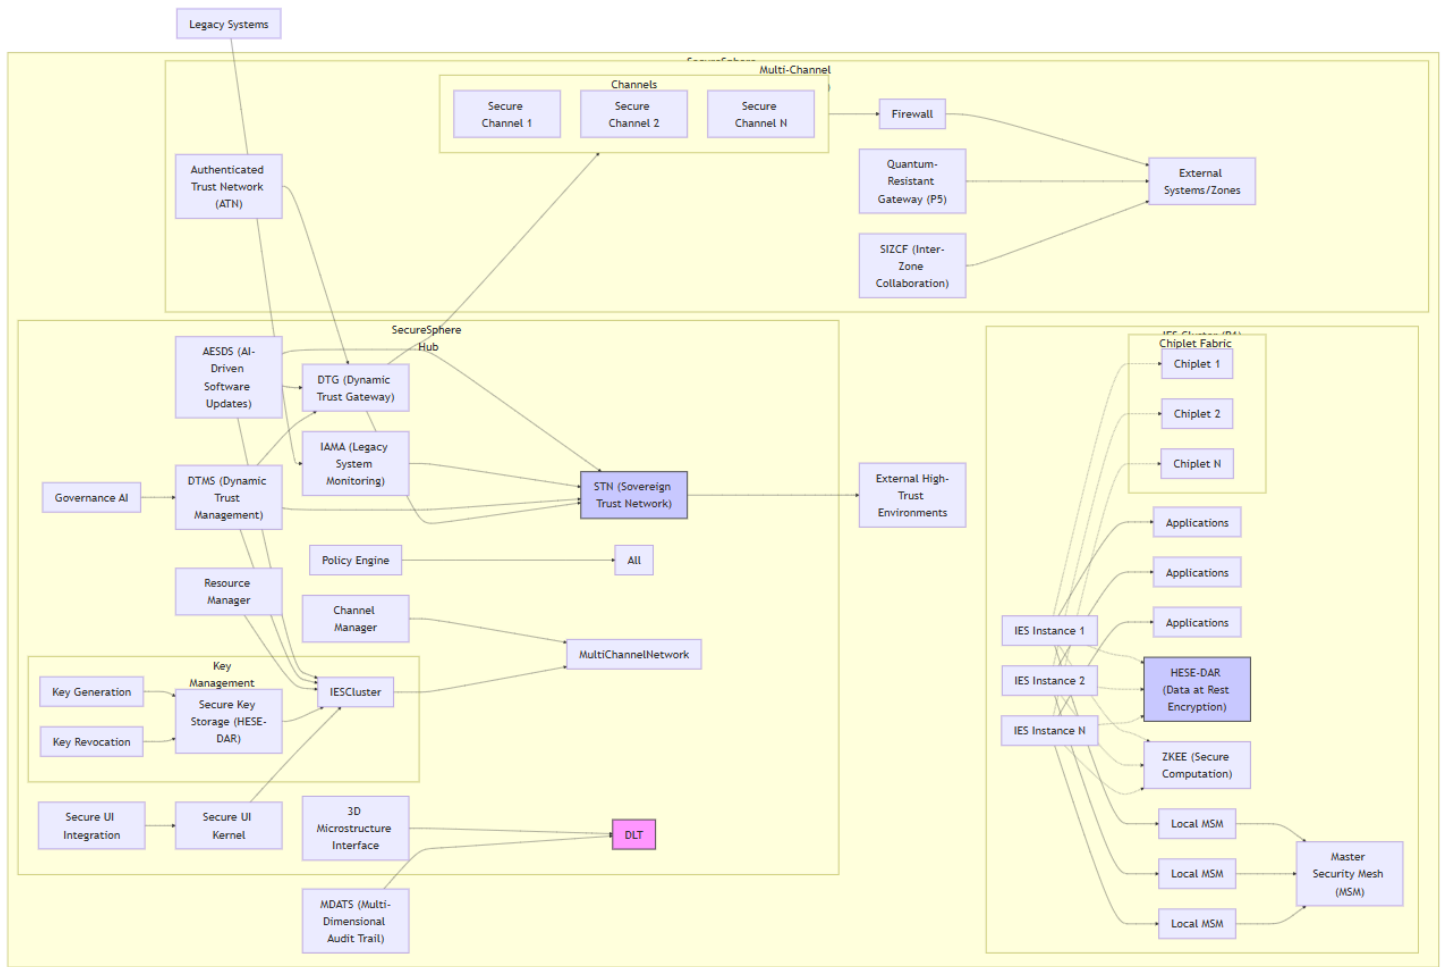 Legacy Systems
SecureSphere
Multi-Channel
Channels
Secure
Channel 1
Secure
Channel 2
Secure
Channel N
Firewall
Authenticated
Trust Network
(ATN)
Quantum-
Resistant
Gateway (P5)
External
Systems/Zones
SIZCF (Inter-
Zone
Collaboration)
SecureSphere
Hub
AESDS (AI-
Driven
Software
Updates)
DTG (Dynamic
Trust Gateway)
IAMA (Legacy
System
Monitoring)
Governance AI
DTMS (Dynamic
Trust
Management)
STN (Sovereign
Trust Network)
External High-
Trust
Environments
Policy Engine
All
Resource
Manager
Channel
Manager
MultiChannelNetwork
Key
Management
Key Generation
Secure Key
Storage (HESE-
DAR)
IESCluster
Key Revocation
Secure UI
Integration
Secure UI
Kernel
3D
Microstructure
Interface
DLT
MDATS (Multi-
Dimensional
Audit Trail)
IES Cluster (P1)
Chiplet Fabric
Chiplet 1
Chiplet 2
Chiplet N
Applications
Applications
Applications
IES Instance 1
IES Instance 2
IES Instance N
HESE-DAR
(Data at Rest
Encryption)
ZKEE (Secure
Computation)
Local MSM
Local MSM
Local MSM
Master
Security Mesh
(MSM)